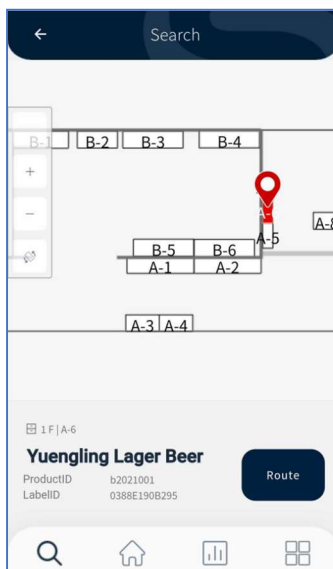 Search
B-1 B-2 B-3 B-4
+
A-8
−
A-5
B-5 B-6
A-1 A-2
A-3 A-4
1 F | A-6
Yuengling Lager Beer
ProductID b2021001
LabelID 0388E190B295
Route